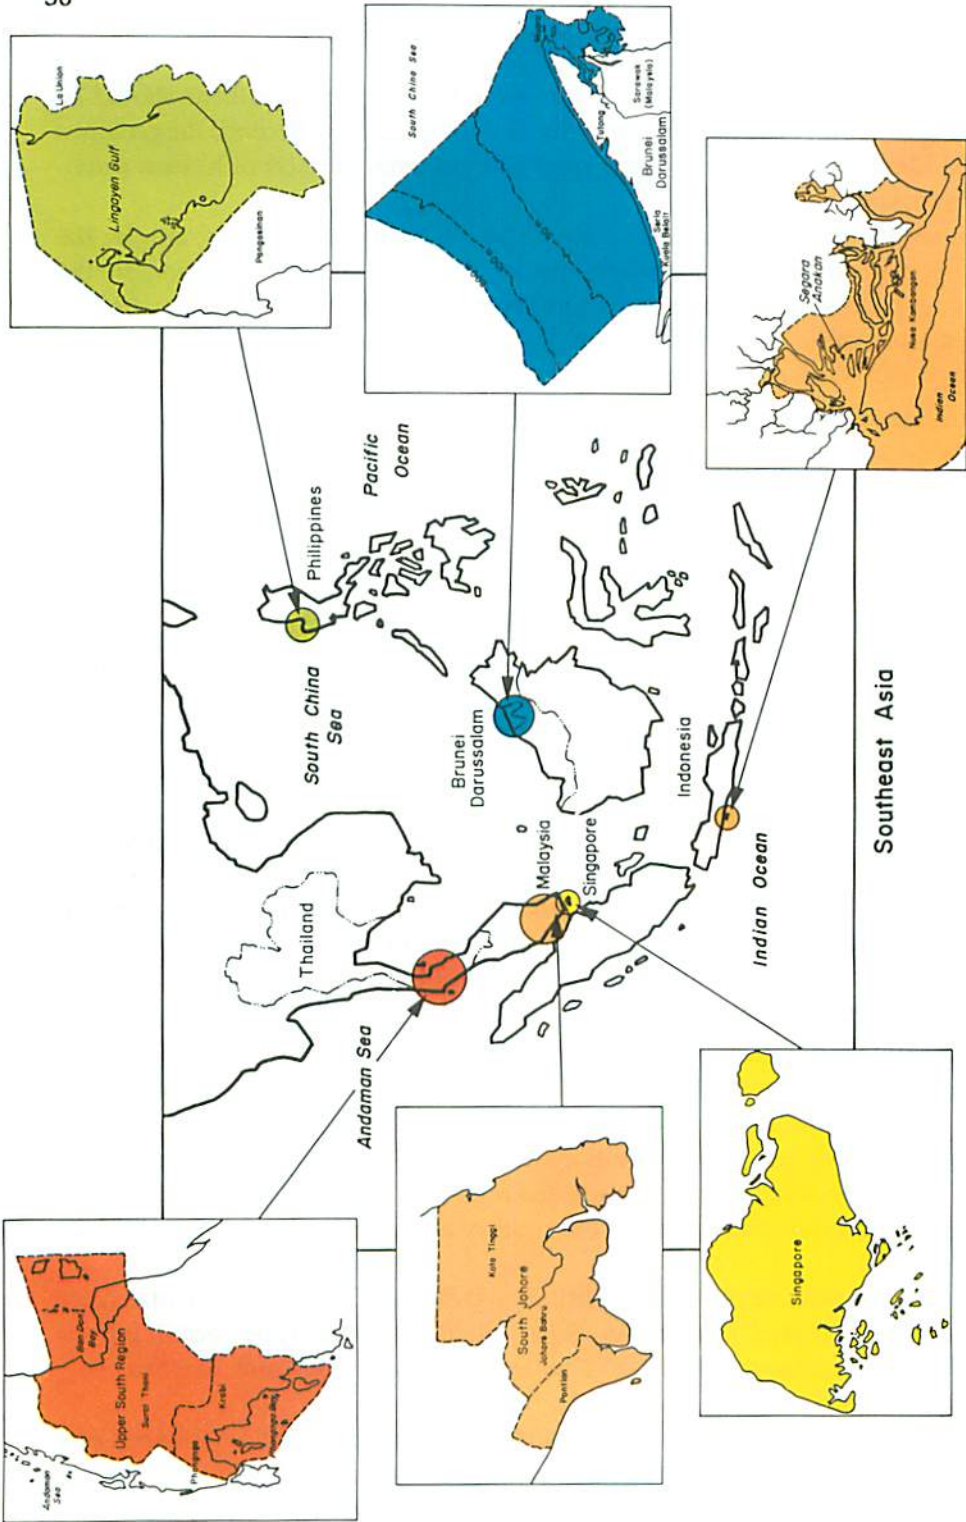 Andaman
Sea
Upper South Region
Surat Thani
Ban Don
Bay
Phangnga
Krabi
Phangnga Bay
La Union
Lingayen Gulf
Pangasinan
South China Sea
Muara
Tutong
Sarawak
(Malaysia)
Brunei
Darussalam
Seria
Kuala Belait
Thailand
Andaman Sea
South China
Sea
Philippines
Pacific
Ocean
Brunei
Darussalam
Malaysia
Singapore
Indonesia
Indian Ocean
Southeast Asia
Kota Tinggi
South Johore
Johore Bahru
Pontian
Singapore
Segara
Anakan
Nusa Kambangan
Indian
Ocean